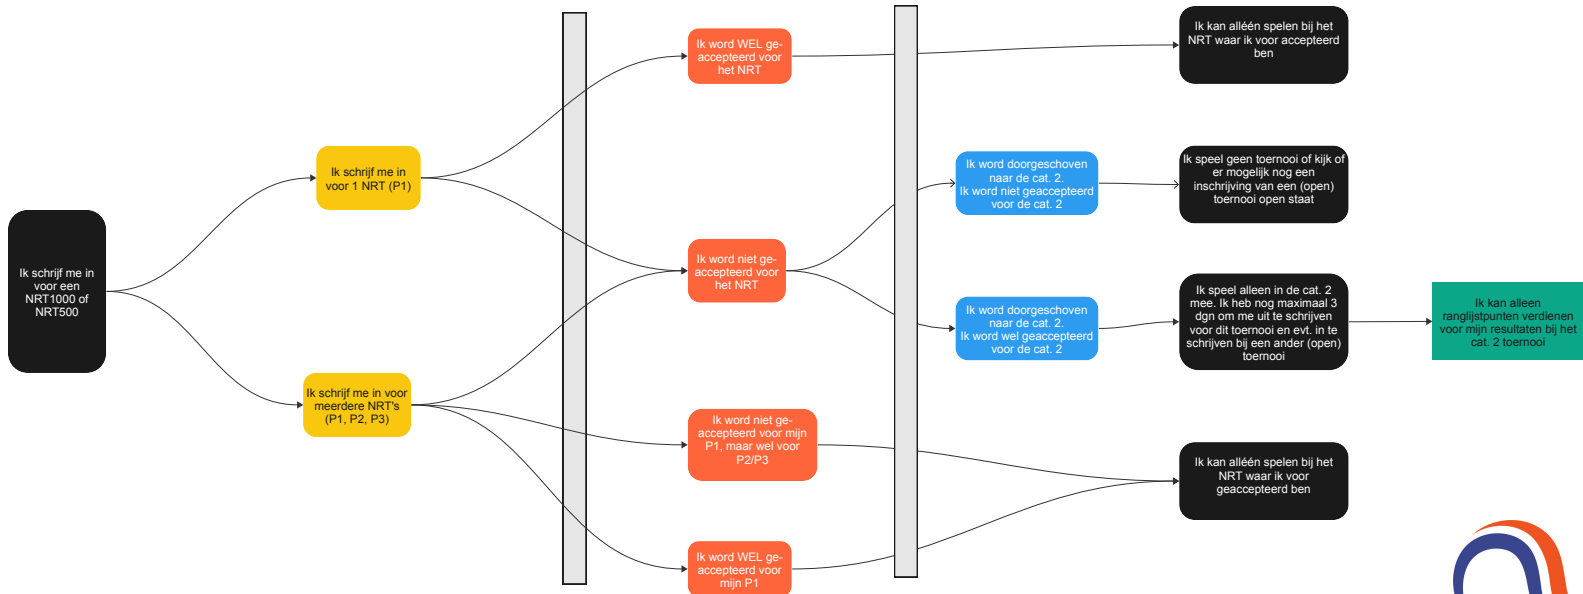 Ik schrijf me in
voor een
NRT1000 of
NRT500
Ik schrijf me in
voor 1 NRT (P1)
Ik schrijf me in voor
meerdere NRT's
(P1, P2, P3)
Ik word WEL ge-
accepteerd voor
het NRT
Ik word niet ge-
accepteerd voor
het NRT
Ik word niet ge-
accepteerd voor mijn
P1, maar wel voor
P2/P3
Ik word WEL ge-
accepteerd voor
mijn P1
Ik word doorgeschoven
naar de cat. 2.
Ik word niet geaccepteerd
voor de cat. 2
Ik word doorgeschoven
naar de cat. 2.
Ik word wel geaccepteerd
voor de cat. 2
Ik kan alléén spelen bij het
NRT waar ik voor accepteerd
ben
Ik speel geen toernooi of kijk of
er mogelijk nog een
inschrijving van een (open)
toernooi open staat
Ik speel alleen in de cat. 2
mee. Ik heb nog maximaal 3
dgn om me uit te schrijven
voor dit toernooi en evt. in te
schrijven bij een ander (open)
toernooi
Ik kan alléén spelen bij het
NRT waar ik voor
geaccepteerd ben
Ik kan alleen
ranglijstpunten verdienen
voor mijn resultaten bij het
cat. 2 toernooi